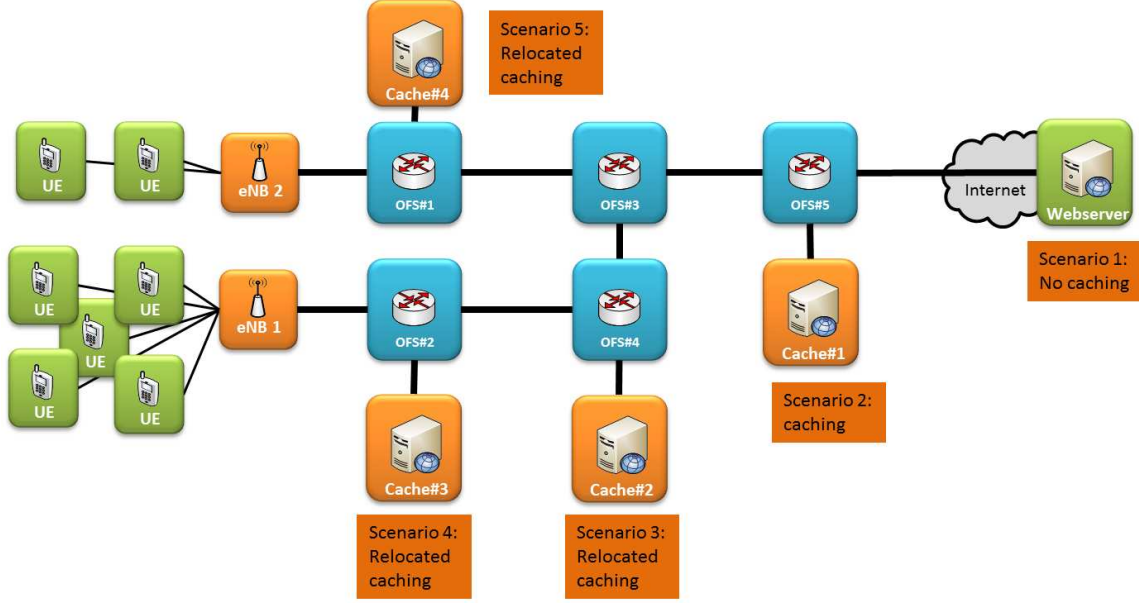 Scenario 5:
Relocated
caching
Cache#4
UE
UE
eNB 2
OFS#1
OFS#3
OFS#5
Internet
Webserver
Scenario 1:
No caching
UE
UE
UE
UE
UE
eNB 1
OFS#2
OFS#4
Cache#1
Scenario 2:
caching
Cache#3
Cache#2
Scenario 4:
Relocated
caching
Scenario 3:
Relocated
caching